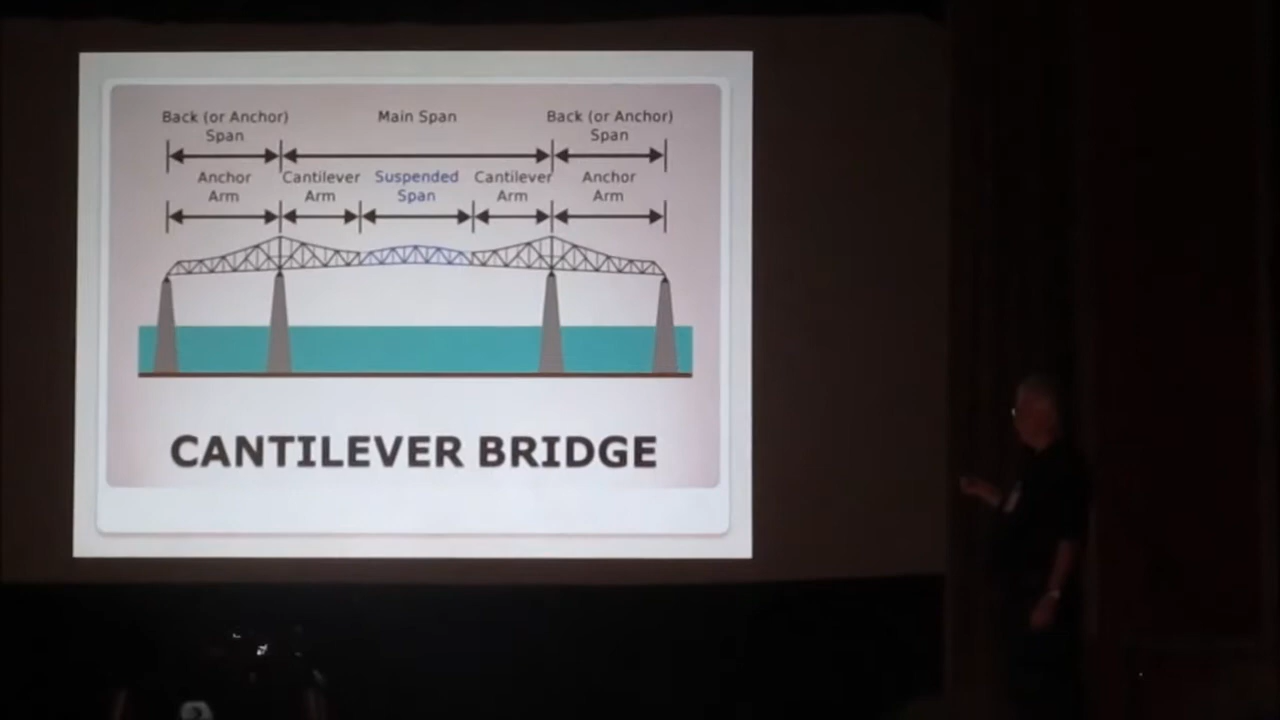 Back (or Anchor)
Span
Main Span
Back (or Anchor)
Span
Anchor
Arm
Cantilever
Arm
Suspended
Span
Cantilever
Arm
Anchor
Arm
CANTILEVER BRIDGE